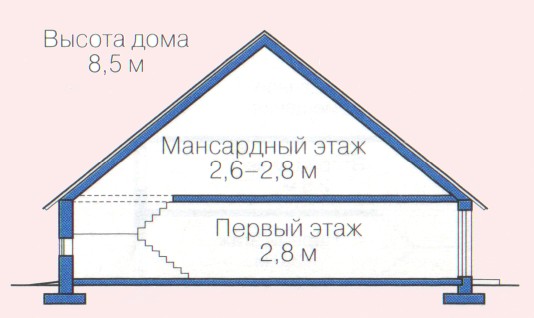 Высота дома
8,5 м
Мансардный этаж
2,6–2,8 м
Первый этаж
2,8 м